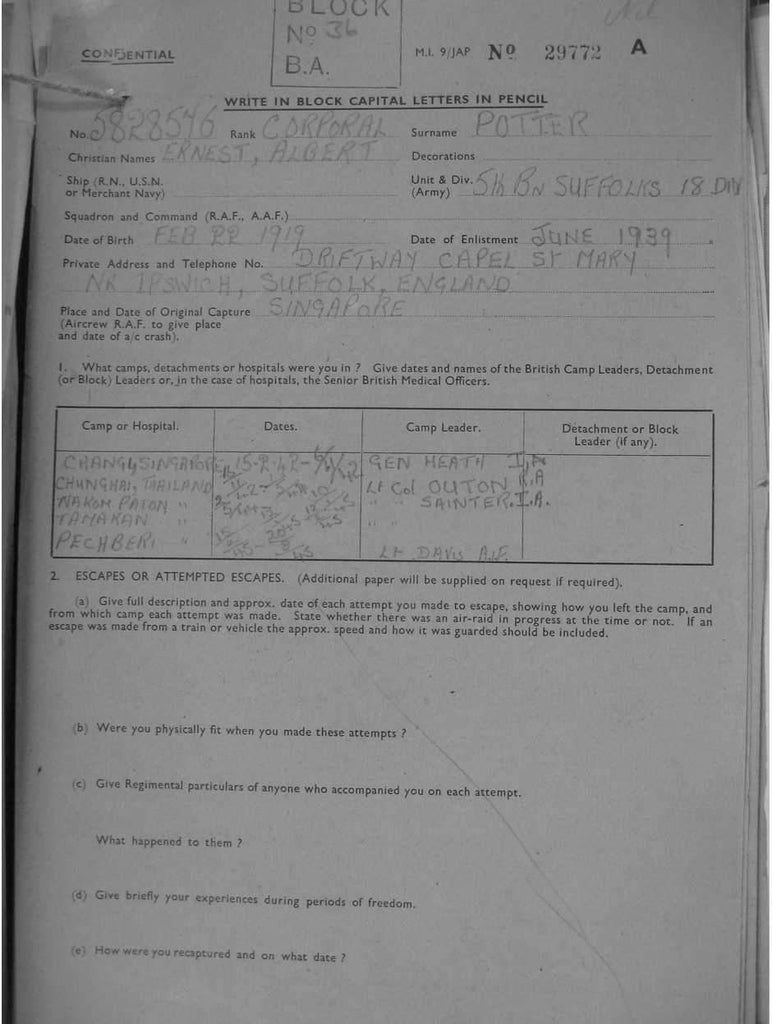 BLOCK
Nº 36
B.A.
CONFIDENTIAL
M.I. 9/JAP Nº 29772 A
WRITE IN BLOCK CAPITAL LETTERS IN PENCIL
No. 5828546 Rank CORPORAL Surname POTTER
Christian Names ERNEST, ALBERT Decorations
Ship (R.N., U.S.N. or Merchant Navy) Unit & Div. (Army) 5th BN SUFFOLKS 18 DIV
Squadron and Command (R.A.F., A.A.F.)
Date of Birth FEB 22 1919 Date of Enlistment JUNE 1939
Private Address and Telephone No. DRIFTWAY CAPEL ST MARY
NR IPSWICH, SUFFOLK, ENGLAND
Place and Date of Original Capture SINGAPORE
(Aircrew R.A.F. to give place
and date of a/c crash).
1. What camps, detachments or hospitals were you in ? Give dates and names of the British Camp Leaders, Detachment
(or Block) Leaders or, in the case of hospitals, the Senior British Medical Officers.
Camp or Hospital. Dates. Camp Leader. Detachment or Block
Leader (if any).
CHANGI, SINGAPORE 15-2-42 GEN HEATH I.A
CHUNGHAI, THAILAND Lt Col OUTON R.A
NAKOM PATON " " " SAINTER. I.A.
TAMAKAN "
PECHBERI " Lt DAVIS A.I.F.
2. ESCAPES OR ATTEMPTED ESCAPES. (Additional paper will be supplied on request if required).
(a) Give full description and approx. date of each attempt you made to escape, showing how you left the camp, and
from which camp each attempt was made. State whether there was an air-raid in progress at the time or not. If an
escape was made from a train or vehicle the approx. speed and how it was guarded should be included.
(b) Were you physically fit when you made these attempts ?
(c) Give Regimental particulars of anyone who accompanied you on each attempt.
What happened to them ?
(d) Give briefly your experiences during periods of freedom.
(e) How were you recaptured and on what date ?